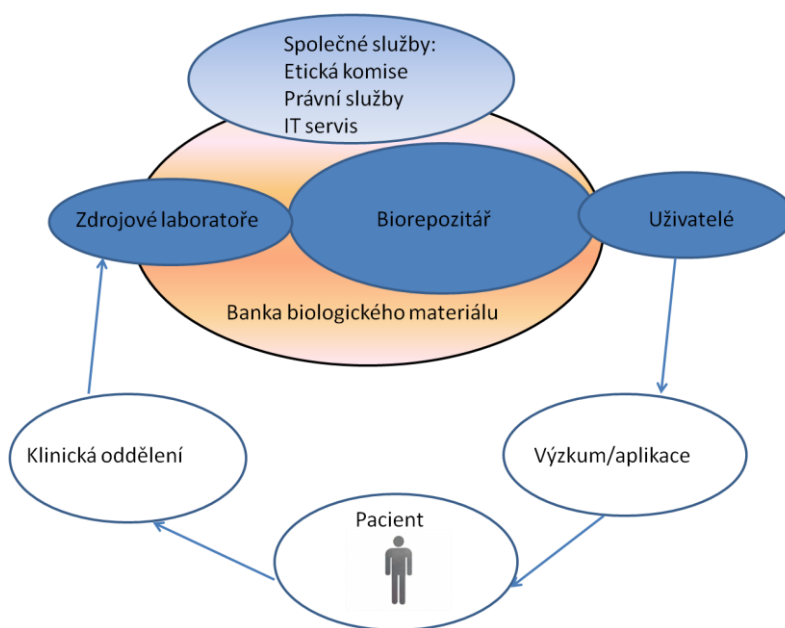 Společné služby:
Etická komise
Právní služby
IT servis
Zdrojové laboratoře
Biorepozitář
Uživatelé
Banka biologického materiálu
Klinická oddělení
Výzkum/aplikace
Pacient